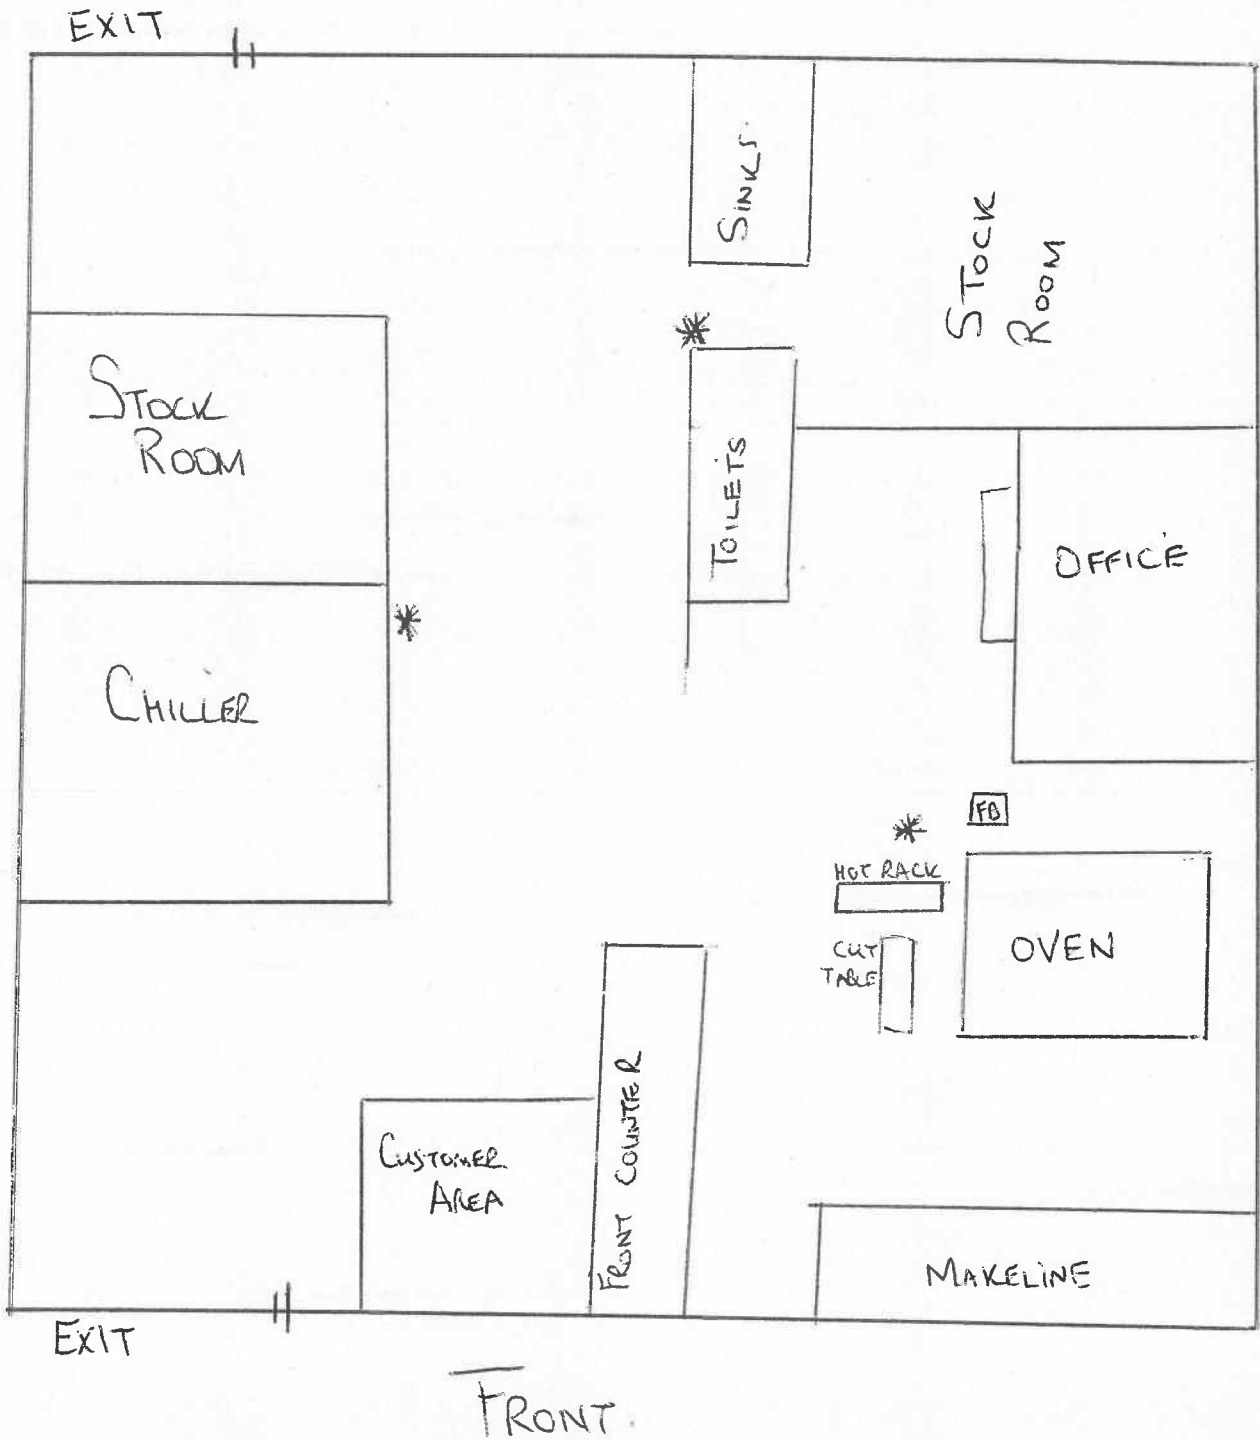 EXIT
SINKS
STOCK
ROOM
STOCK
ROOM
TOILETS
OFFICE
CHILLER
FB
HOT RACK
OVEN
CUT
TABLE
FRONT COUNTER
CUSTOMER
AREA
MAKELINE
EXIT
FRONT